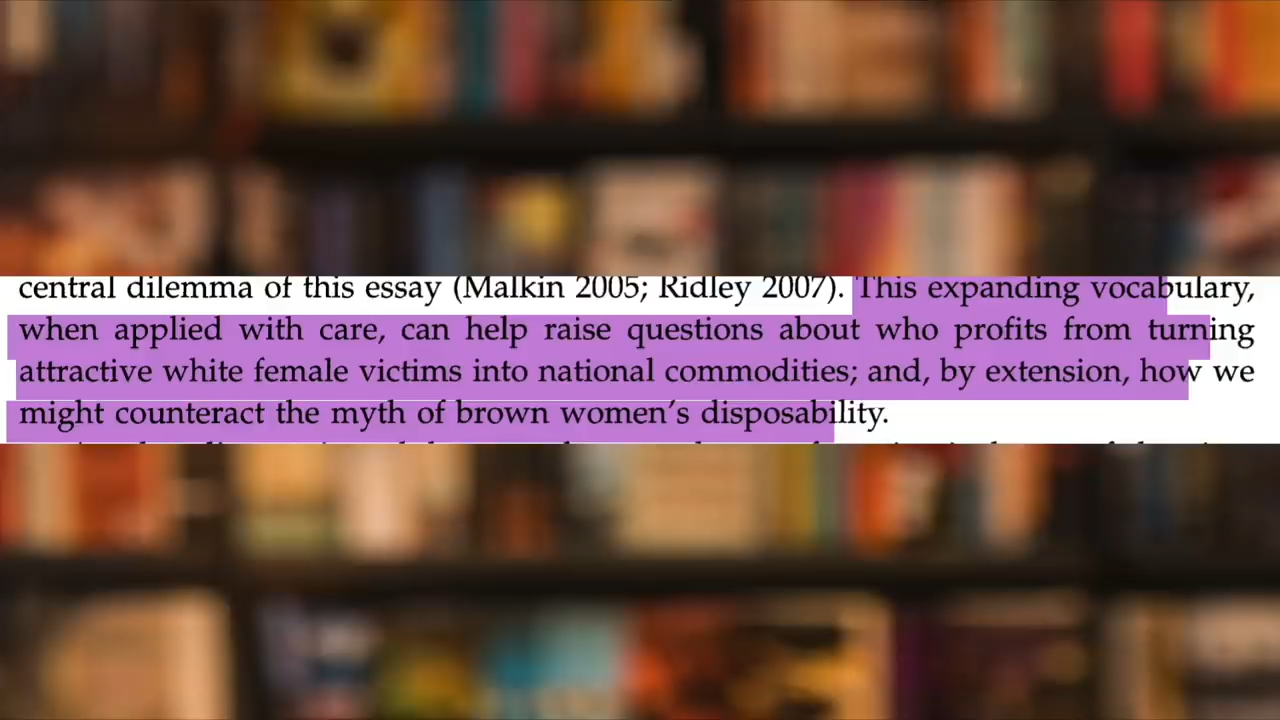 central dilemma of this essay (Malkin 2005; Ridley 2007). This expanding vocabulary,
when applied with care, can help raise questions about who profits from turning
attractive white female victims into national commodities; and, by extension, how we
might counteract the myth of brown women's disposability.